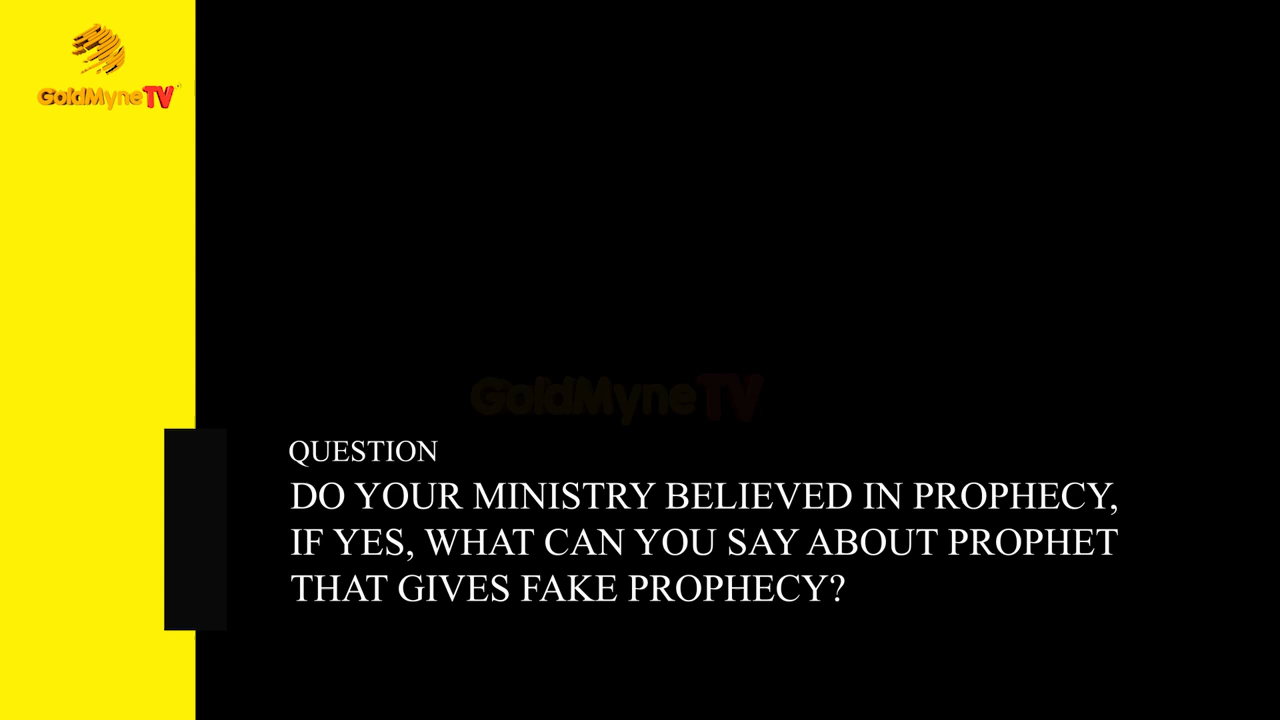 GoldMyneTV
GoldMyneTV
QUESTION
DO YOUR MINISTRY BELIEVED IN PROPHECY,
IF YES, WHAT CAN YOU SAY ABOUT PROPHET
THAT GIVES FAKE PROPHECY?